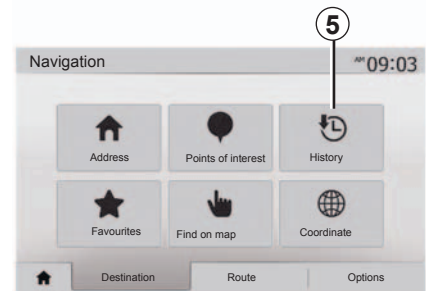 5
Navigation AM 09:03
Address Points of interest History
Favourites Find on map Coordinate
Destination Route Options